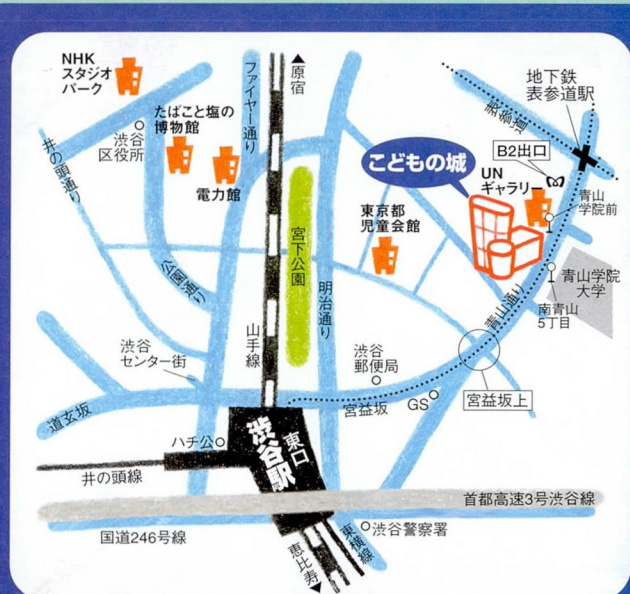 NHK
スタジオ
パーク
たばこと塩の
博物館
渋谷
区役所
電力館
ファイヤー通り
▲原宿
井の頭通り
公園通り
渋谷
センター街
山手線
宮下公園
明治通り
東京都
児童会館
こどもの城
UN
ギャラリー
B2出口
地下鉄
表参道駅
表参道
青山
学院前
青山学院
大学
南青山
5丁目
青山通り
渋谷
郵便局
宮益坂
GS
宮益坂上
道玄坂
ハチ公
渋谷駅
東口
井の頭線
首都高速3号渋谷線
国道246号線
渋谷警察署
東横線
恵比寿▼